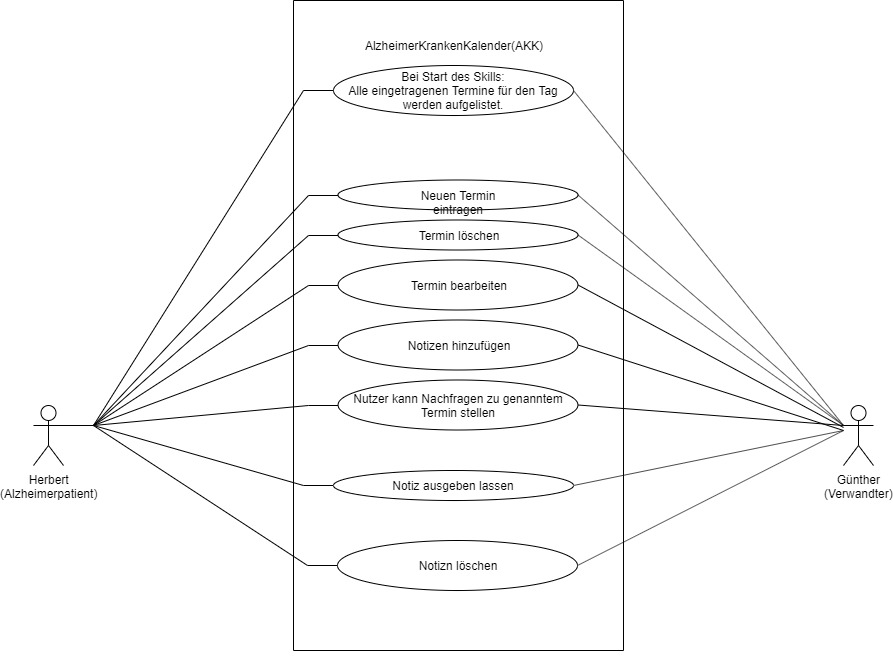 AlzheimerKrankenKalender(AKK)
Bei Start des Skills:
Alle eingetragenen Termine für den Tag
werden aufgelistet.
Neuen Termin
eintragen
Termin löschen
Termin bearbeiten
Notizen hinzufügen
Nutzer kann Nachfragen zu genanntem
Termin stellen
Notiz ausgeben lassen
Notizn löschen
Herbert
(Alzheimerpatient)
Günther
(Verwandter)